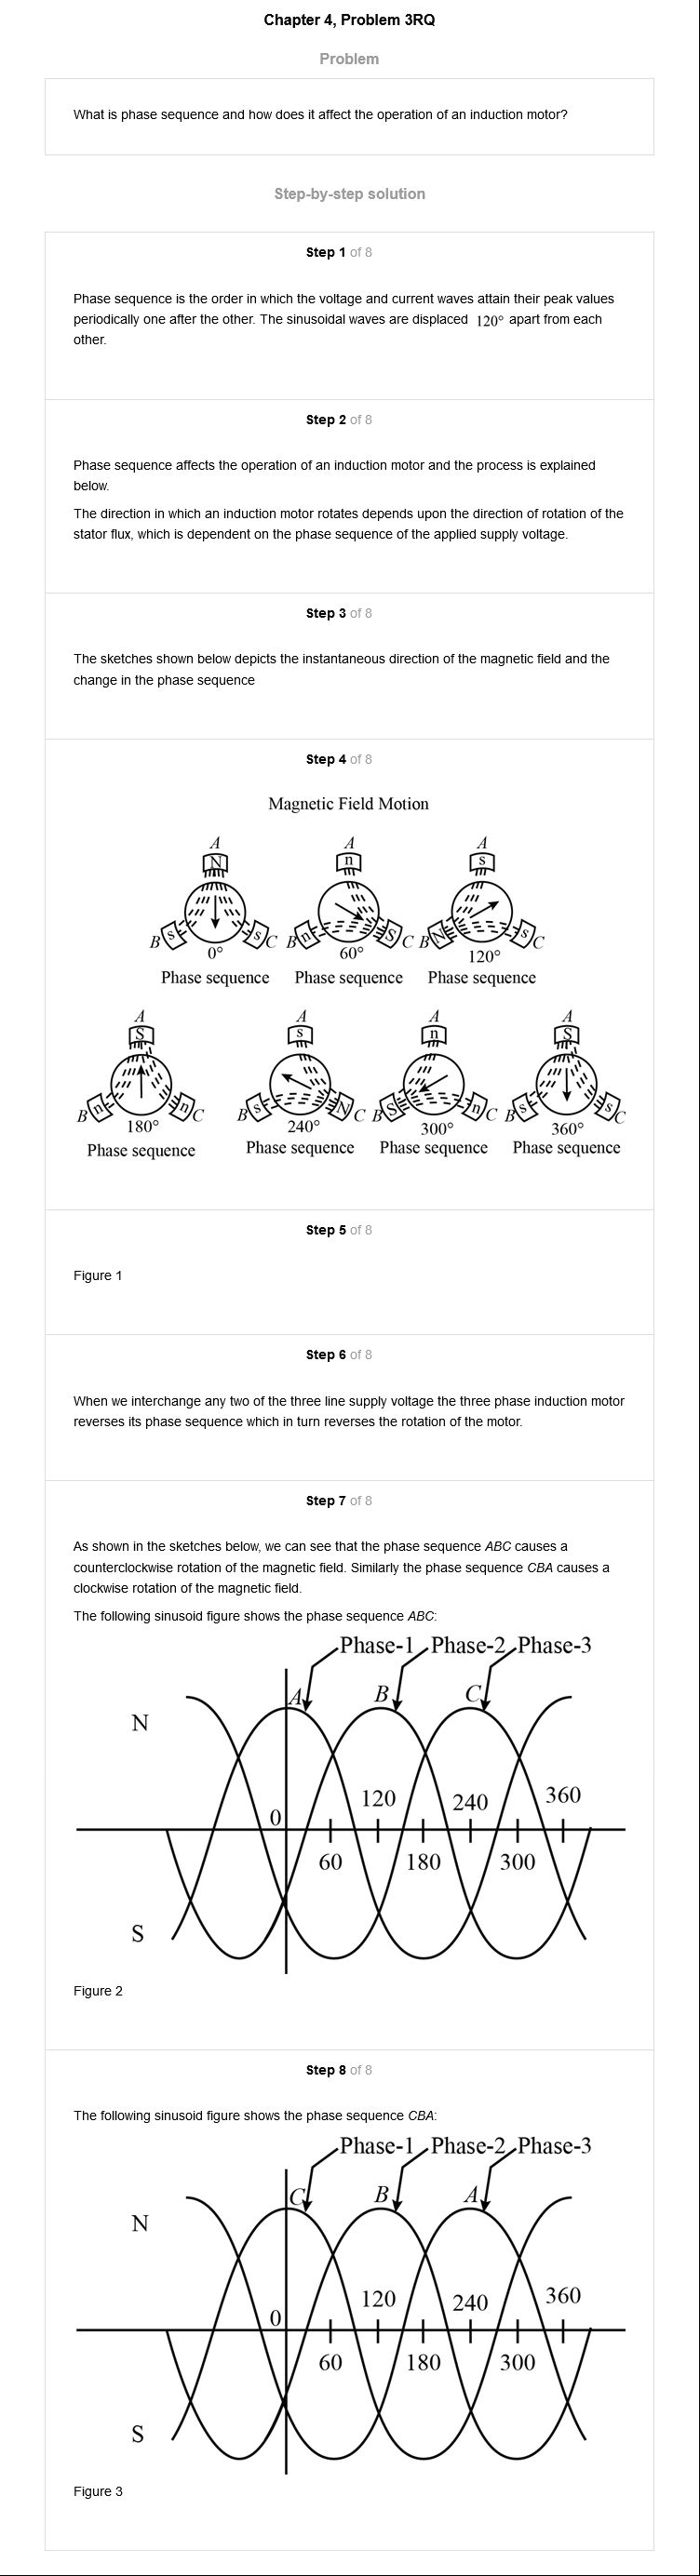 Chapter 4, Problem 3RQ
Problem
What is phase sequence and how does it affect the operation of an induction motor?
Step-by-step solution
Step 1 of 8
Phase sequence is the order in which the voltage and current waves attain their peak values
periodically one after the other. The sinusoidal waves are displaced 120° apart from each
other.
Step 2 of 8
Phase sequence affects the operation of an induction motor and the process is explained
below.
The direction in which an induction motor rotates depends upon the direction of rotation of the
stator flux, which is dependent on the phase sequence of the applied supply voltage.
Step 3 of 8
The sketches shown below depicts the instantaneous direction of the magnetic field and the
change in the phase sequence
Step 4 of 8
Magnetic Field Motion
A A A
N n s
B s s C B n S C B N s C
0° 60° 120°
Phase sequence Phase sequence Phase sequence
A A A A
S s n S
B n n C B s N C B S n C B s s C
180° 240° 300° 360°
Phase sequence Phase sequence Phase sequence Phase sequence
Step 5 of 8
Figure 1
Step 6 of 8
When we interchange any two of the three line supply voltage the three phase induction motor
reverses its phase sequence which in turn reverses the rotation of the motor.
Step 7 of 8
As shown in the sketches below, we can see that the phase sequence ABC causes a
counterclockwise rotation of the magnetic field. Similarly the phase sequence CBA causes a
clockwise rotation of the magnetic field.
The following sinusoid figure shows the phase sequence ABC:
Phase-1 Phase-2 Phase-3
A B C
N
0 120 240 360
60 180 300
S
Figure 2
Step 8 of 8
The following sinusoid figure shows the phase sequence CBA:
Phase-1 Phase-2 Phase-3
C B A
N
0 120 240 360
60 180 300
S
Figure 3